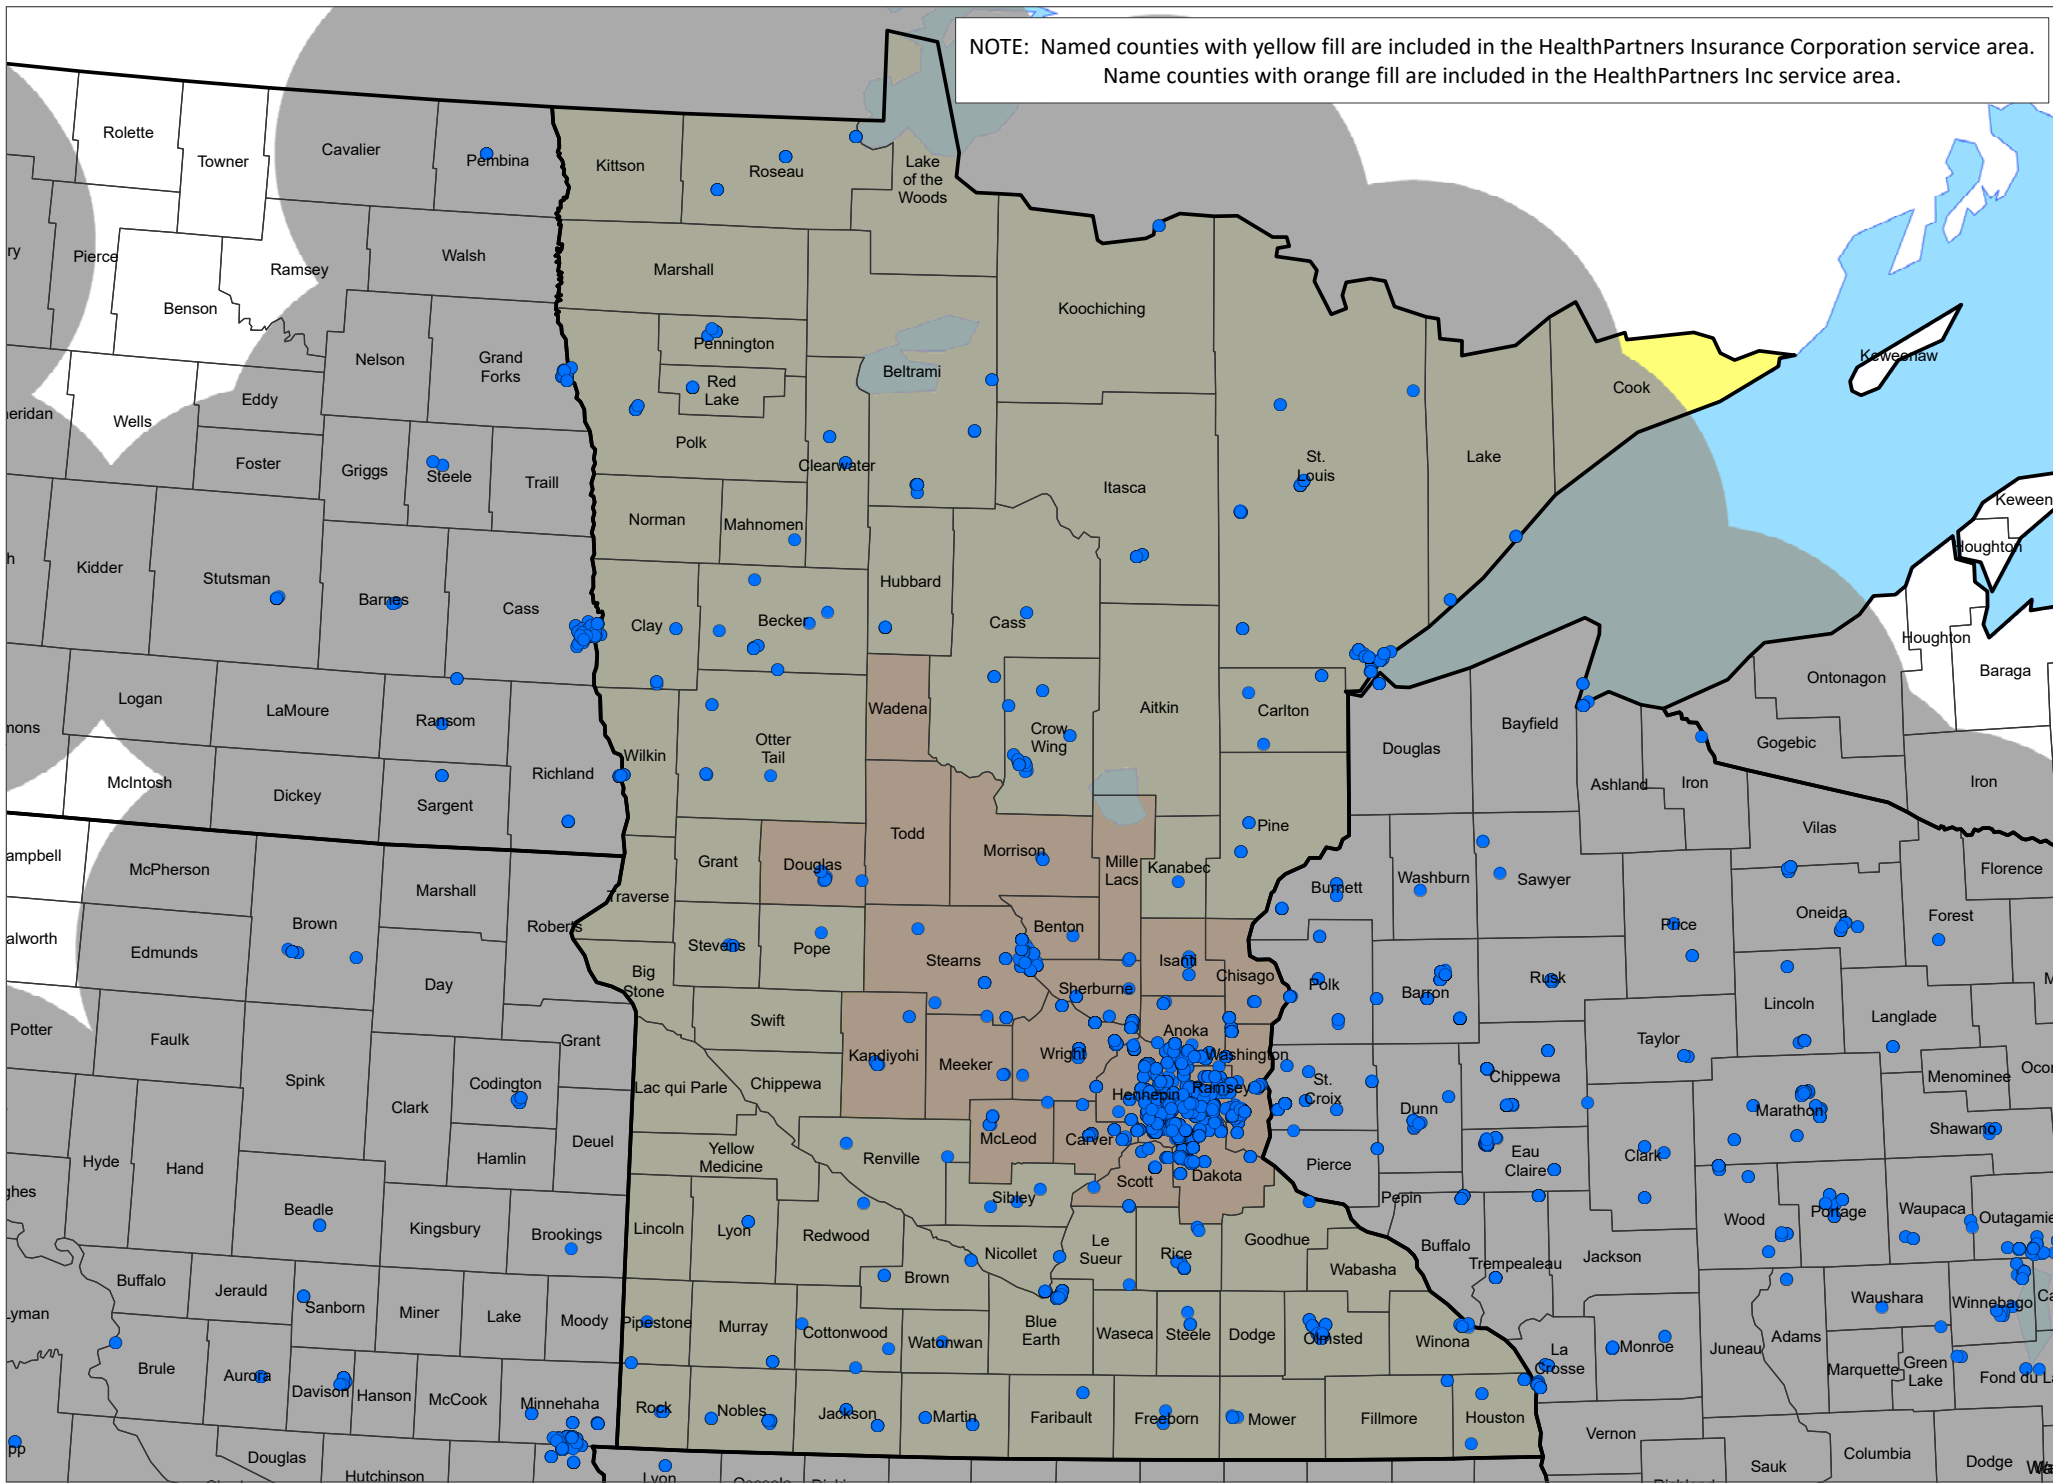 NOTE:  Named counties with yellow fill are included in the HealthPartners Insurance Corporation service area.
Name counties with orange fill are included in the HealthPartners Inc service area.
Rolette
Towner
Cavalier
Pembina
Kittson
Roseau
Lake
of the
Woods
ry
Pierce
Ramsey
Walsh
Marshall
Benson
Koochiching
Nelson
Grand
Forks
Pennington
Red
Lake
Beltrami
Cook
Keweenaw
eridan
Wells
Eddy
Foster
Griggs
Steele
Traill
Polk
Clearwater
Itasca
St.
Louis
Lake
Keween
Houghton
h
Kidder
Stutsman
Barnes
Cass
Norman
Mahnomen
Hubbard
Clay
Becker
Cass
Houghton
Baraga
mons
Logan
LaMoure
Ransom
Wadena
Crow
Wing
Aitkin
Carlton
Ontonagon
McIntosh
Dickey
Sargent
Richland
Wilkin
Otter
Tail
Douglas
Bayfield
Ashland
Iron
Gogebic
Iron
ampbell
McPherson
Marshall
Grant
Douglas
Todd
Morrison
Mille
Lacs
Kanabec
Pine
Burnett
Washburn
Sawyer
Vilas
Florence
alworth
Edmunds
Brown
Roberts
Traverse
Stevens
Pope
Stearns
Benton
Isanti
Chisago
Polk
Barron
Rusk
Price
Oneida
Forest
Potter
Faulk
Day
Grant
Big
Stone
Swift
Sherburne
Anoka
Lincoln
Langlade
Taylor
Spink
Codington
Clark
Lac qui Parle
Chippewa
Kandiyohi
Meeker
Wright
Washington
Hennepin
Ramsey
St.
Croix
Dunn
Chippewa
Marathon
Menominee
Oco
Shawano
Hyde
Hand
Hamlin
Deuel
Yellow
Medicine
Renville
McLeod
Carver
Scott
Dakota
Pierce
Pepin
Eau
Claire
Clark
ghes
Beadle
Kingsbury
Brookings
Lincoln
Lyon
Redwood
Sibley
Nicollet
Le
Sueur
Rice
Goodhue
Wabasha
Buffalo
Trempealeau
Jackson
Wood
Portage
Waupaca
Outagamie
Lyman
Buffalo
Jerauld
Sanborn
Miner
Lake
Moody
Pipestone
Murray
Cottonwood
Brown
Watonwan
Blue
Earth
Waseca
Steele
Dodge
Olmsted
Winona
La
Crosse
Monroe
Juneau
Adams
Waushara
Winnebago
Ca
Brule
Aurora
Davison
Hanson
McCook
Minnehaha
Rock
Nobles
Jackson
Martin
Faribault
Freeborn
Mower
Fillmore
Houston
Vernon
Marquette
Green
Lake
Fond du La
pp
Douglas
Hutchinson
Lyon
Sauk
Columbia
Dodge